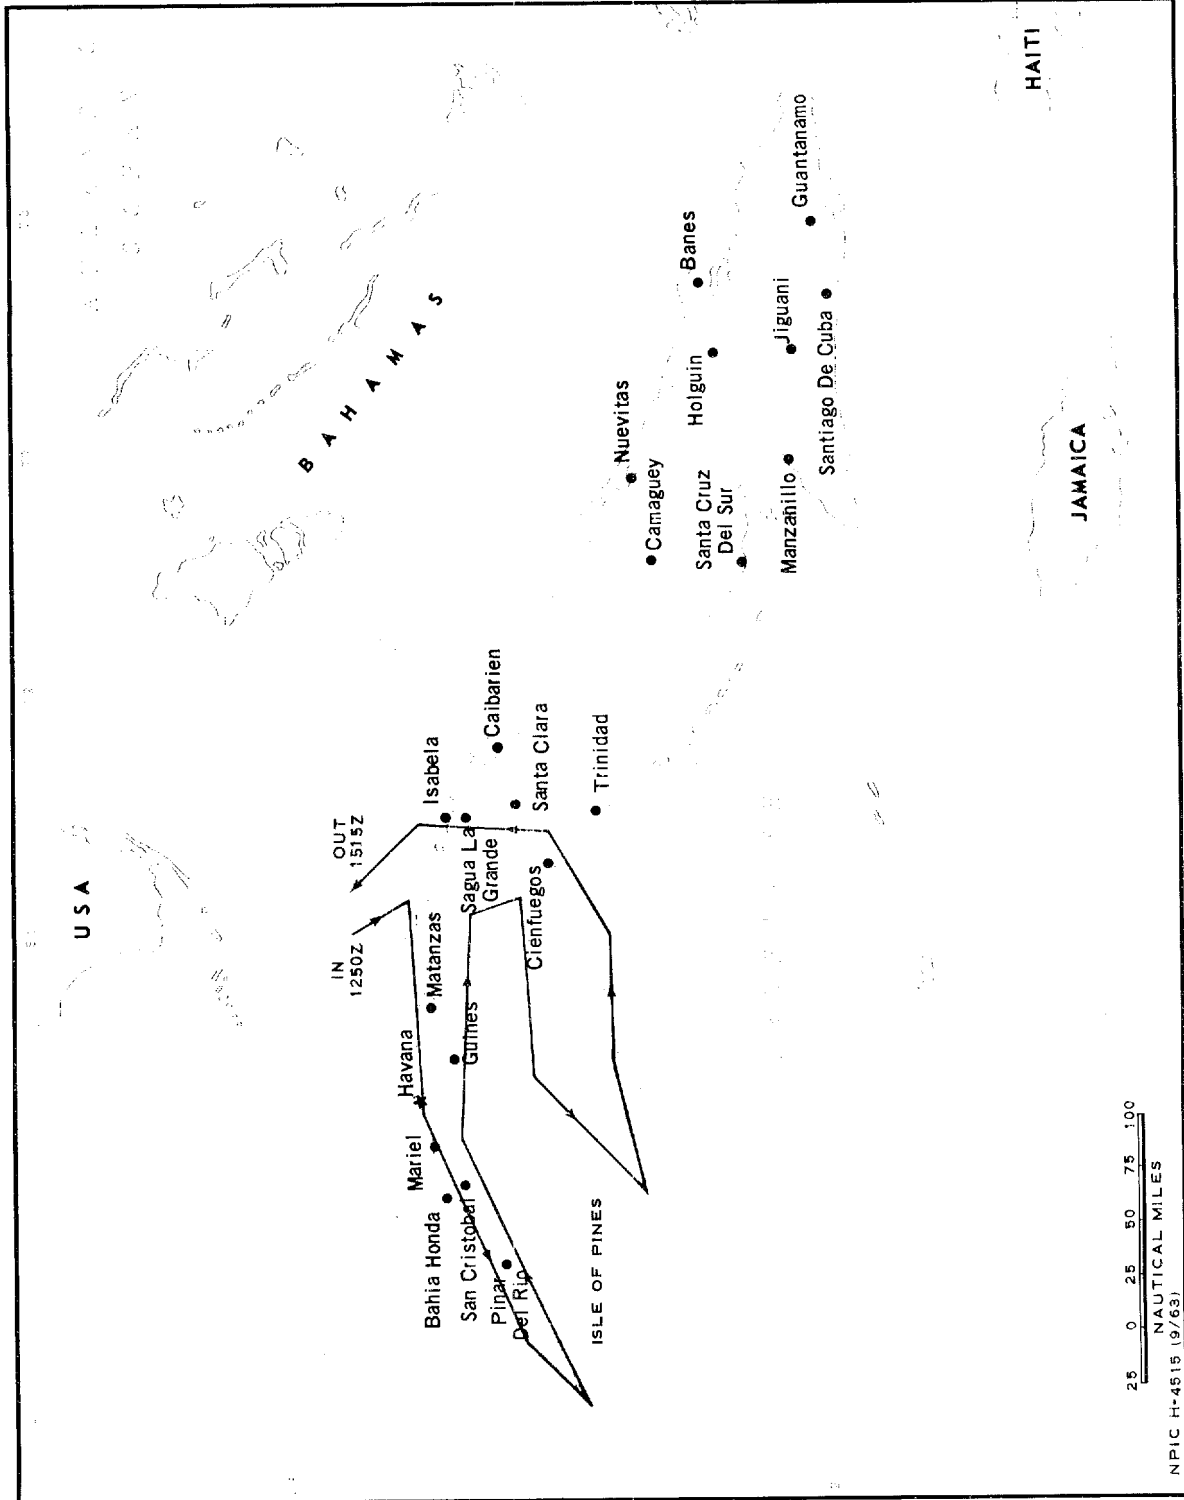 USA
BAHAMAS
IN
1250Z
OUT
1515Z
Havana
Matanzas
Isabela
Mariel
Guines
Sagua La
Grande
Caibarien
Bahia Honda
San Cristobal
Santa Clara
Pinar
Del Rio
Cienfuegos
Trinidad
ISLE OF PINES
Nuevitas
Camaguey
Banes
Holguin
Santa Cruz
Del Sur
Jiguani
Manzanillo
Guantanamo
Santiago De Cuba
HAITI
JAMAICA
25 0 25 50 75 100
NAUTICAL MILES
NPIC H-4515 (9/63)